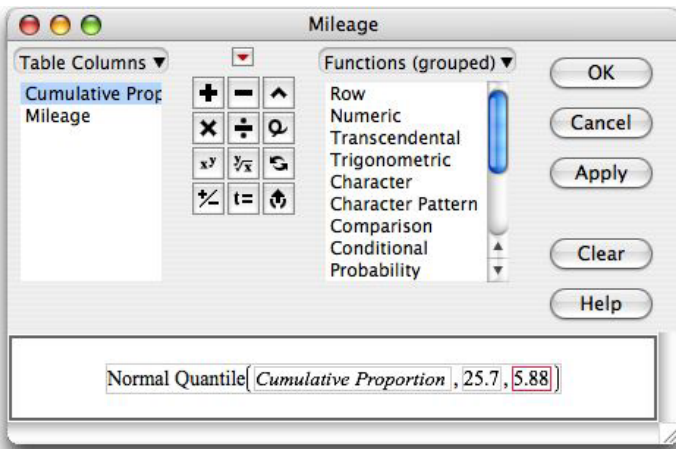 Mileage
Table Columns ▼
Cumulative Prop
Mileage
+ − ^
× ÷
xʸ ʸ√x
+/− t=
Functions (grouped) ▼
Row
Numeric
Transcendental
Trigonometric
Character
Character Pattern
Comparison
Conditional
Probability
OK
Cancel
Apply
Clear
Help
Normal Quantile(Cumulative Proportion, 25.7, 5.88)